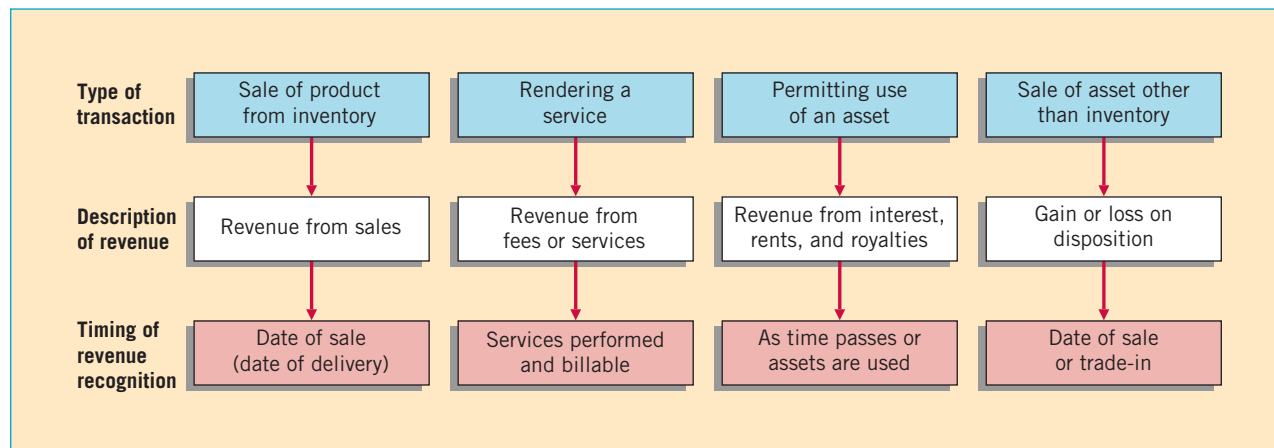 Type of
transaction
Sale of product
from inventory
Rendering a
service
Permitting use
of an asset
Sale of asset other
than inventory
Description
of revenue
Revenue from sales
Revenue from
fees or services
Revenue from interest,
rents, and royalties
Gain or loss on
disposition
Timing of
revenue
recognition
Date of sale
(date of delivery)
Services performed
and billable
As time passes or
assets are used
Date of sale
or trade-in